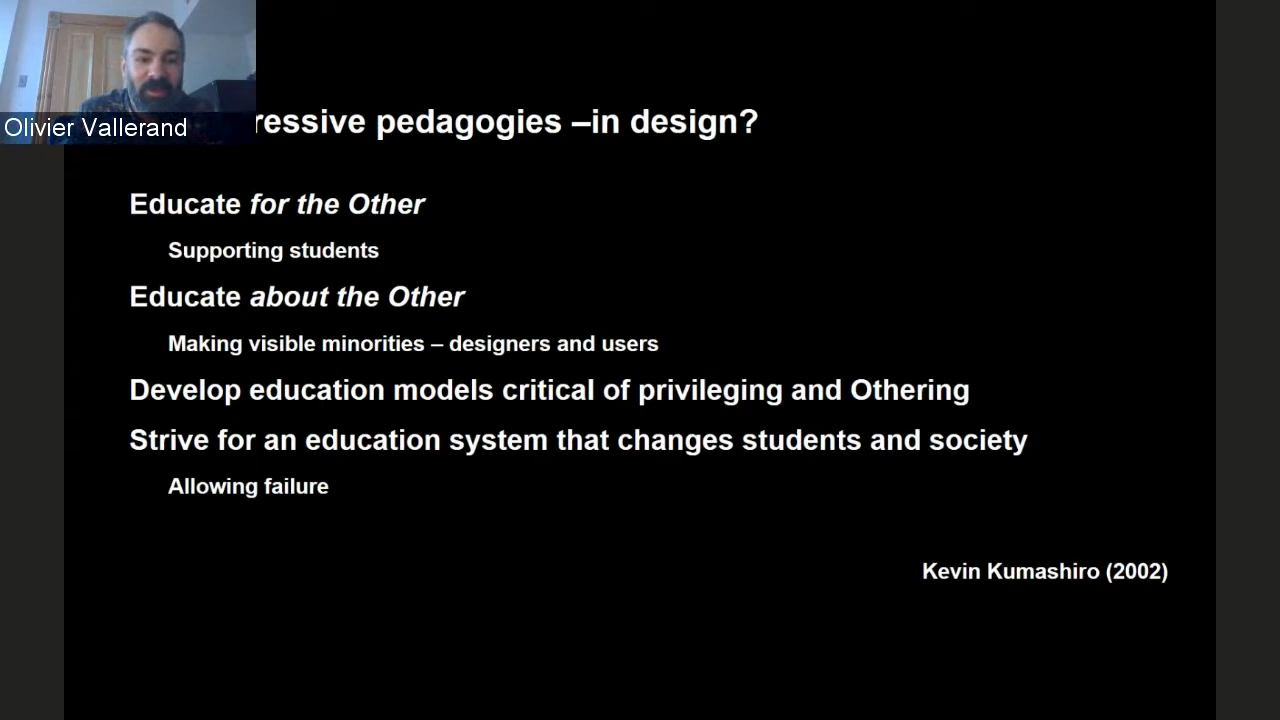 Olivier Vallerand
ressive pedagogies –in design?
Educate for the Other
Supporting students
Educate about the Other
Making visible minorities – designers and users
Develop education models critical of privileging and Othering
Strive for an education system that changes students and society
Allowing failure
Kevin Kumashiro (2002)